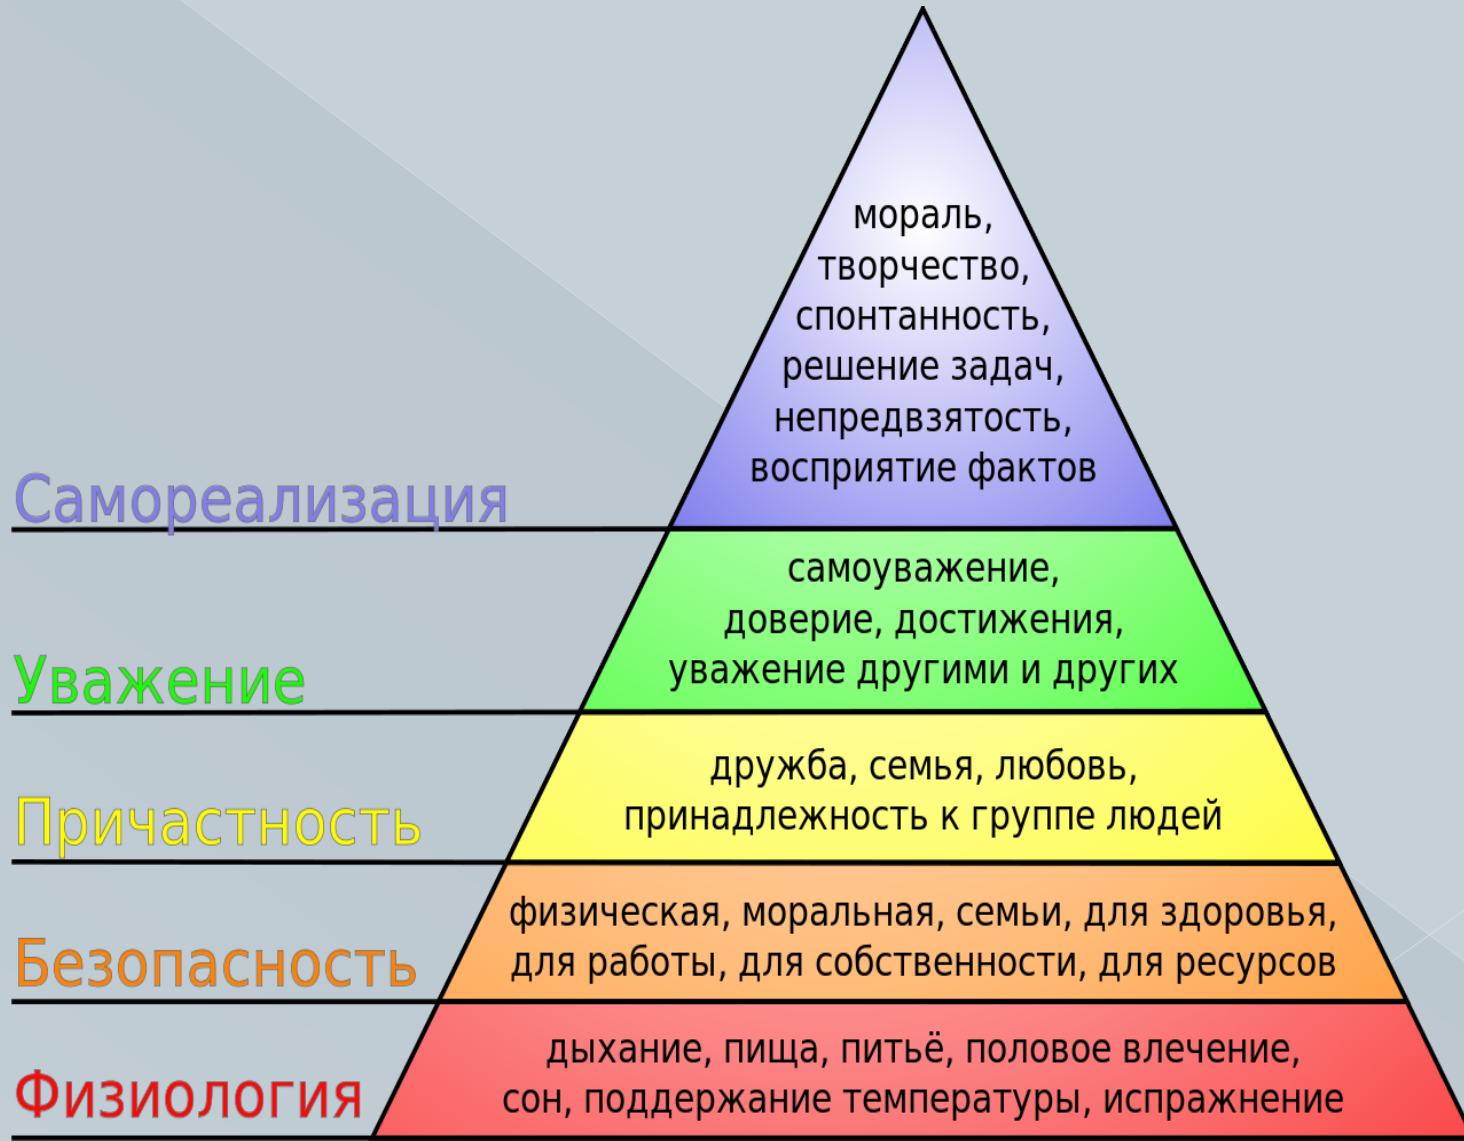 мораль,
творчество,
спонтанность,
решение задач,
непредвзятость,
восприятие фактов
Самореализация
самоуважение,
доверие, достижения,
уважение другими и других
Уважение
дружба, семья, любовь,
принадлежность к группе людей
Причастность
физическая, моральная, семьи, для здоровья,
для работы, для собственности, для ресурсов
Безопасность
дыхание, пища, питьё, половое влечение,
сон, поддержание температуры, испражнение
Физиология